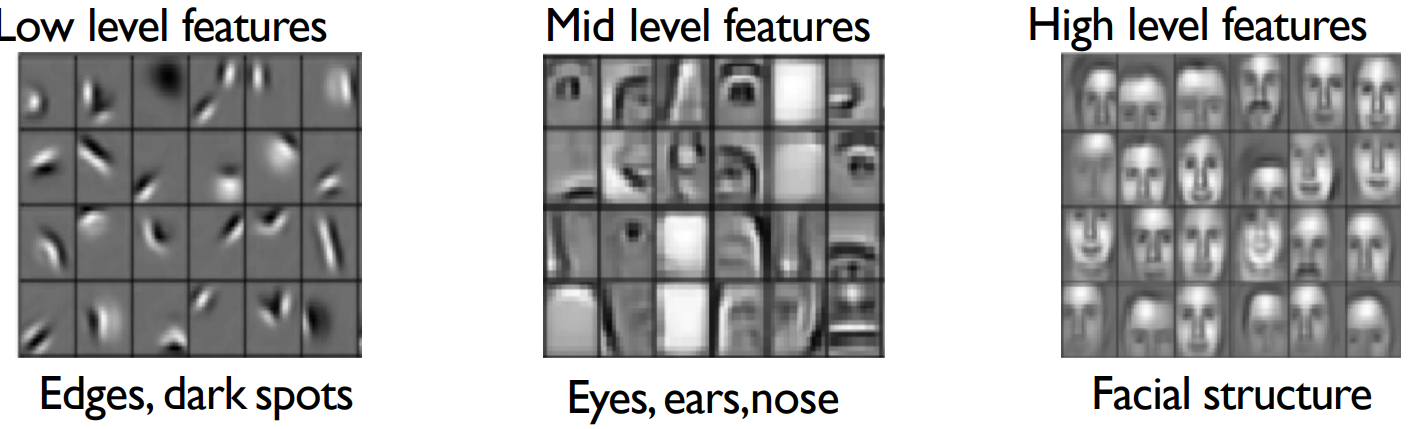 Low level features
Mid level features
High level features
Edges, dark spots
Eyes, ears,nose
Facial structure